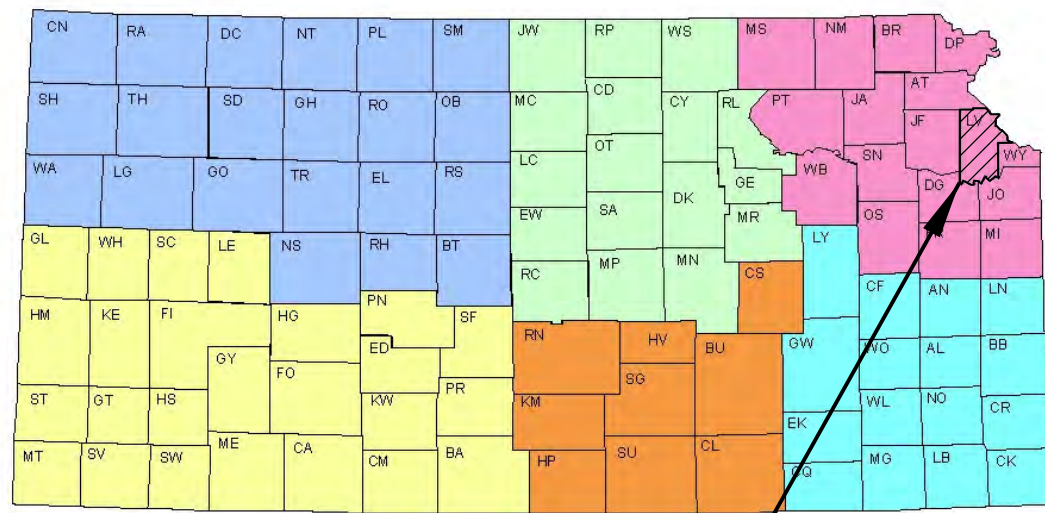 CN RA DC NT PL SM JW RP WS MS NM BR DP
SH TH SD GH RO OB MC CD CY RL PT JA AT JF LV
WA LG GO TR EL RS LC OT DK GE WB SN DG WY JO
GL WH SC LE NS RH BT EW SA MR OS MI
RC MP MN CS LY CF AN LN
HM KE FI HG PN SF RN HV BU GW WO AL BB
GY FO ED PR SG
ST GT HS KW KM EK WL NO CR
MT SV SW ME CA CM BA HP SU CL MG LB CK